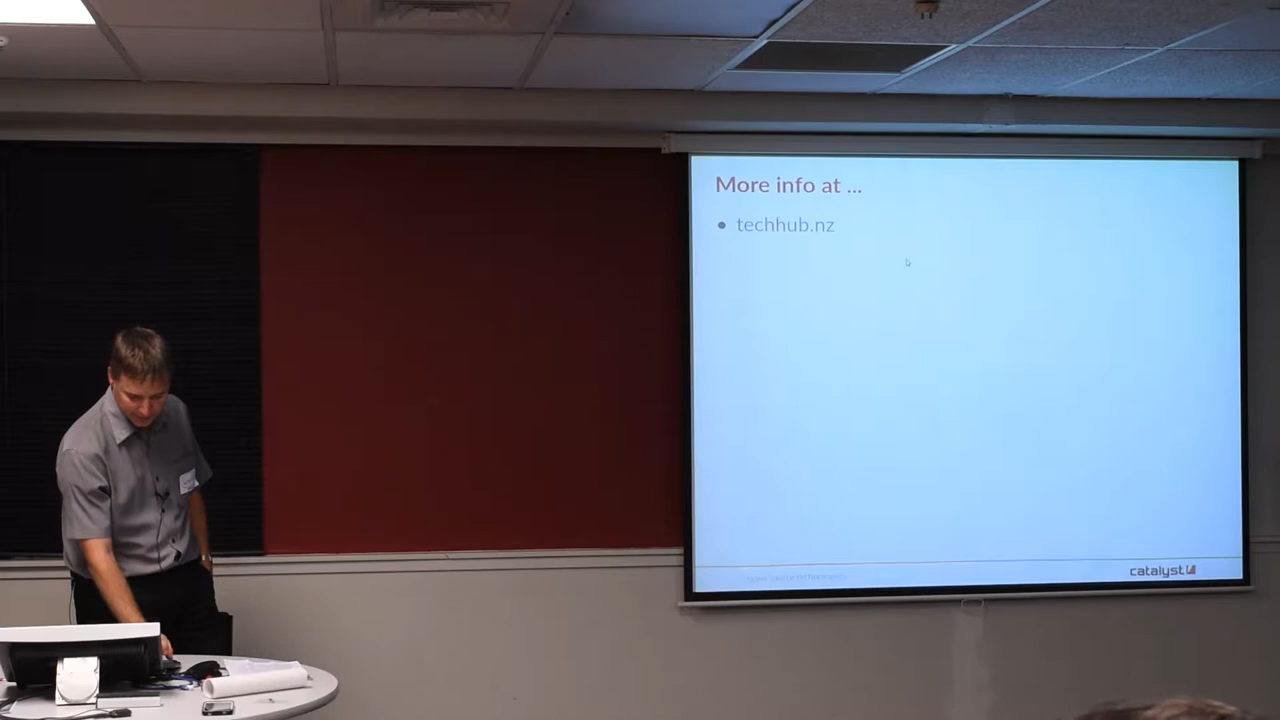 More info at ...
• techhub.nz
catalyst